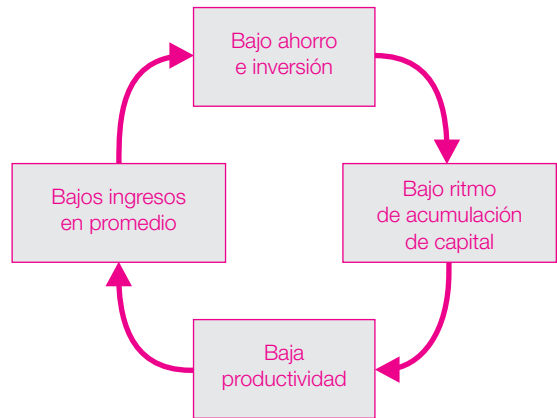 Bajo ahorro
e inversión
Bajo ritmo
de acumulación
de capital
Baja
productividad
Bajos ingresos
en promedio